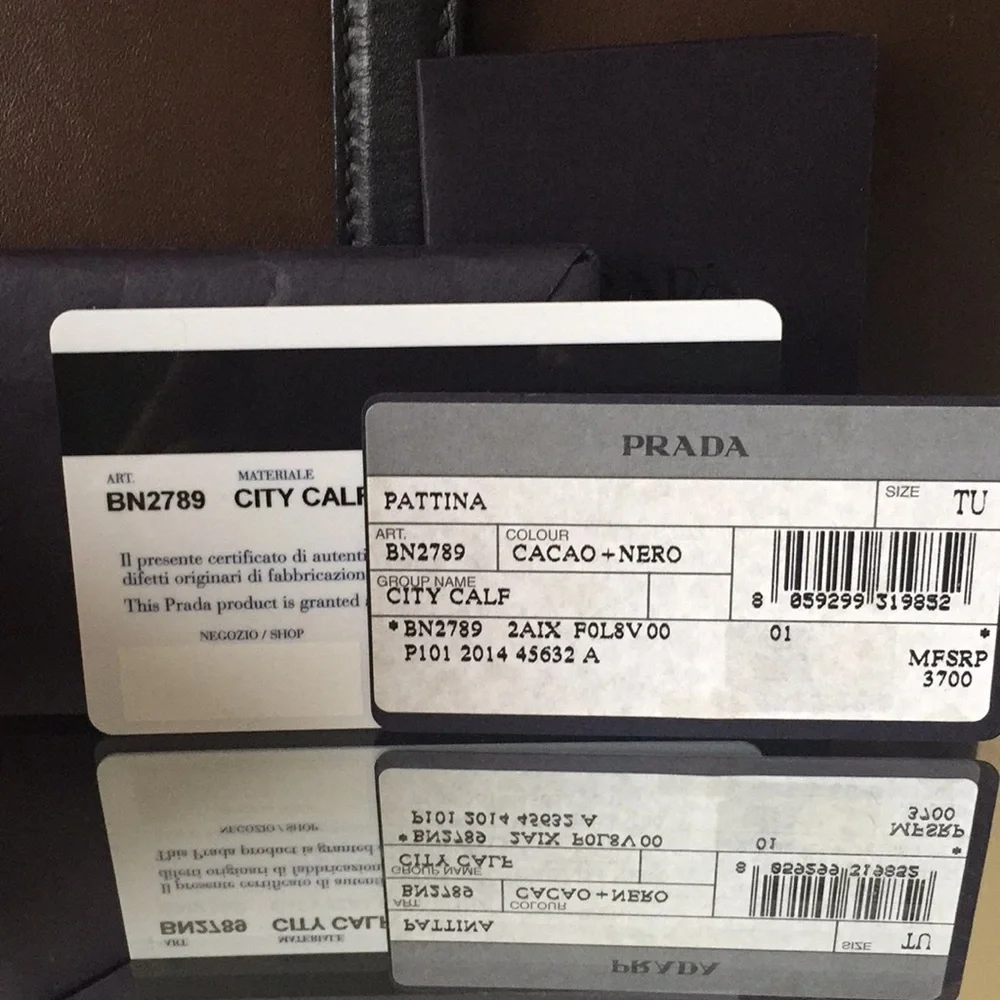 ART. MATERIALE
BN2789 CITY CALF
Il presente certificato di autenti
difetti originari di fabbricazion
This Prada product is granted
NEGOZIO / SHOP
PRADA
PATTINA SIZE TU
ART. COLOUR
BN2789 CACAO+NERO
GROUP NAME
CITY CALF
8 059299 319852
*BN2789 2AIX F0L8V00 01 *
P101 2014 45632 A
MFSRP
3700